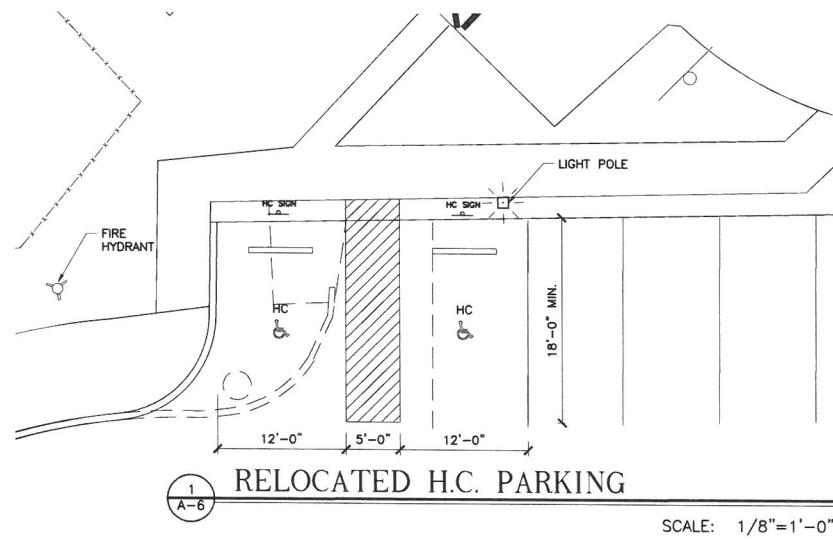 LIGHT POLE
HC SIGN
HC SIGN
FIRE
HYDRANT
HC
HC
18'-0" MIN.
12'-0"
5'-0"
12'-0"
1
A-6
RELOCATED H.C. PARKING
SCALE: 1/8"=1'-0"